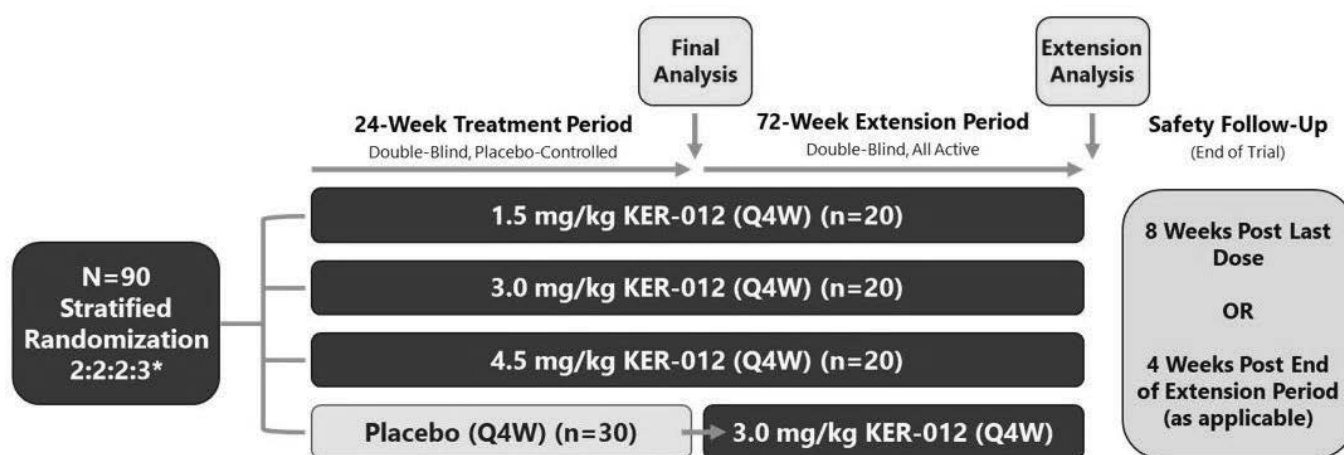 Final
Analysis
Extension
Analysis
24-Week Treatment Period
Double-Blind, Placebo-Controlled
72-Week Extension Period
Double-Blind, All Active
Safety Follow-Up
(End of Trial)
N=90
Stratified
Randomization
2:2:2:3*
1.5 mg/kg KER-012 (Q4W) (n=20)
3.0 mg/kg KER-012 (Q4W) (n=20)
4.5 mg/kg KER-012 (Q4W) (n=20)
Placebo (Q4W) (n=30)
3.0 mg/kg KER-012 (Q4W)
8 Weeks Post Last
Dose
OR
4 Weeks Post End
of Extension Period
(as applicable)